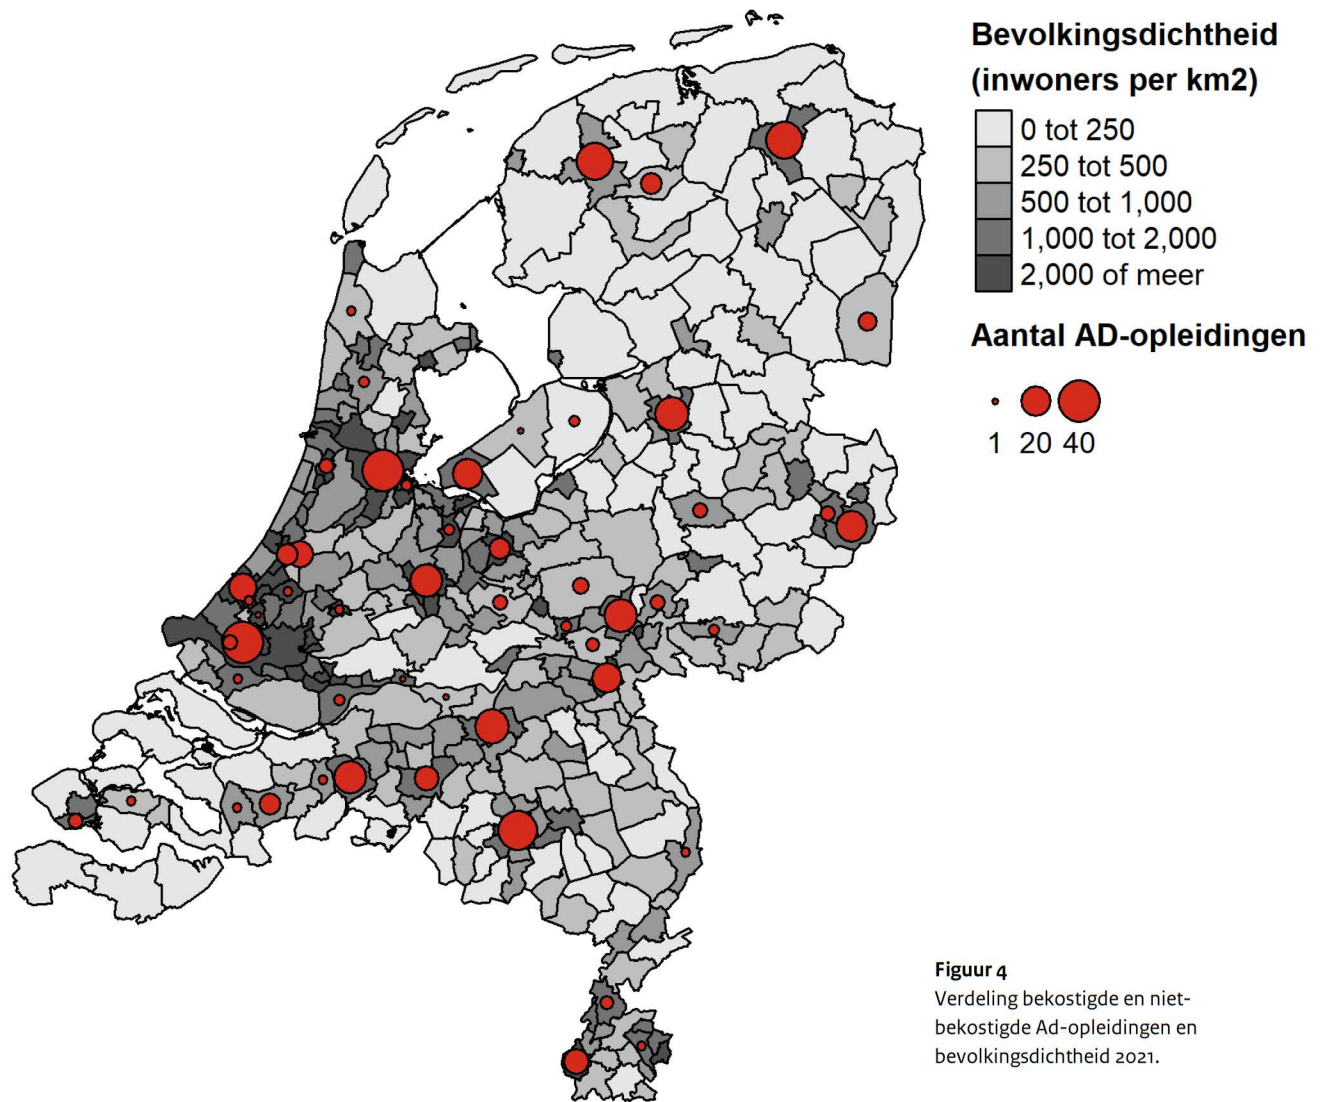 Bevolkingsdichtheid
(inwoners per km2)
0 tot 250
250 tot 500
500 tot 1,000
1,000 tot 2,000
2,000 of meer
Aantal AD-opleidingen
1 20 40
Figuur 4
Verdeling bekostigde en niet-
bekostigde Ad-opleidingen en
bevolkingsdichtheid 2021.